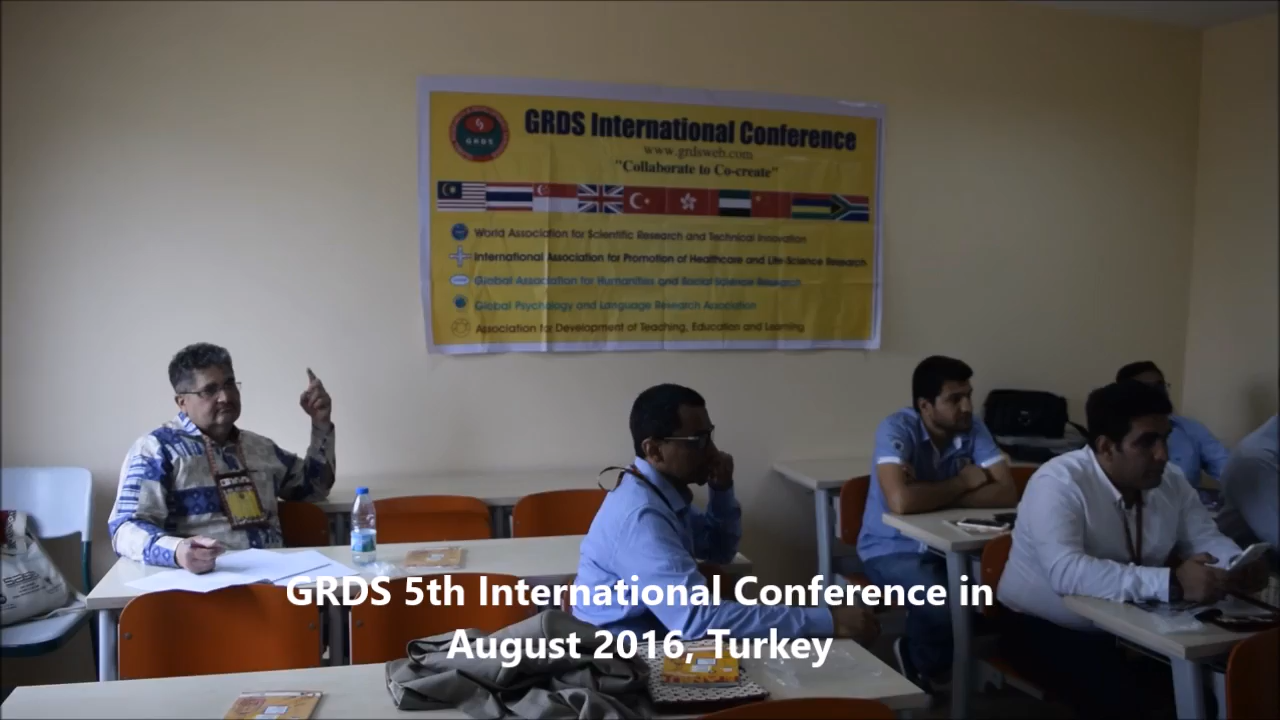 GRDS International Conference
www.grdsweb.com
"Collaborate to Co-create"
GRDS
World Association for Scientific Research and Technical Innovation
International Association for Promotion of Healthcare and Life-Science Research
Global Association for Humanities and Social Science Research
Global Psychology and Language Research Association
Association for Development of Teaching, Education and Learning
GRDS 5th International Conference in
August 2016, Turkey